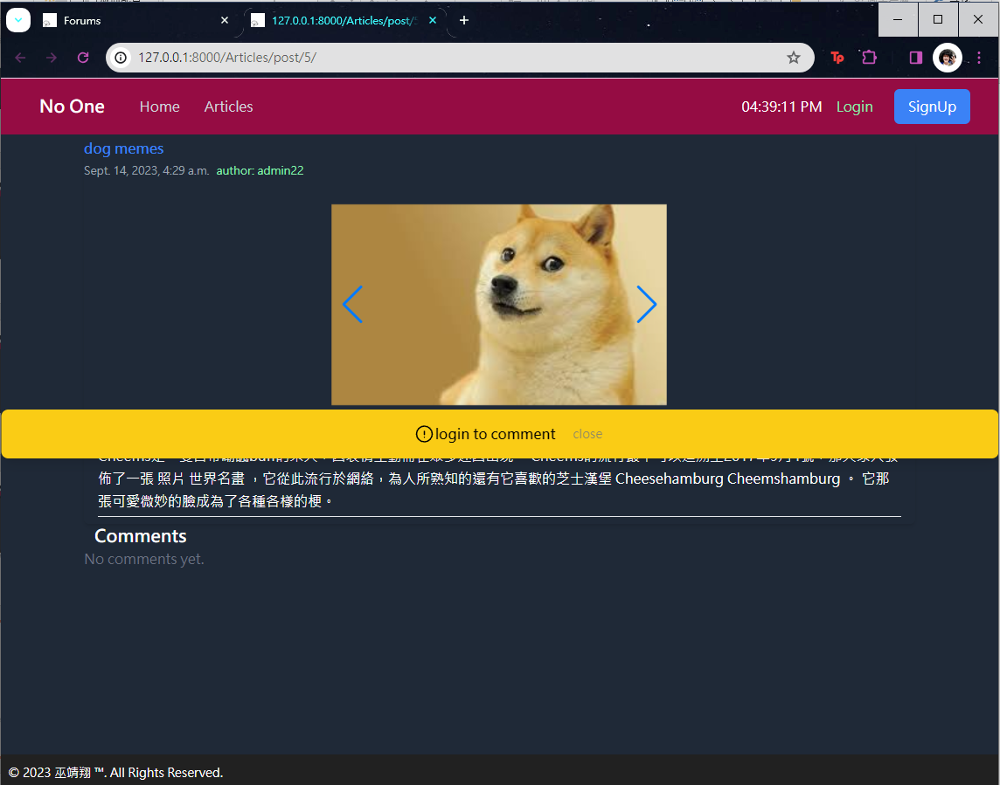 Forums
127.0.0.1:8000/Articles/post/5
127.0.0.1:8000/Articles/post/5/
Tp
No One Home Articles 04:39:11 PM Login SignUp
dog memes
Sept. 14, 2023, 4:29 a.m. author: admin22
login to comment close
佈了一張 照片 世界名畫 ,它從此流行於網絡,為人所熟知的還有它喜歡的芝士漢堡 Cheesehamburg Cheemshamburg 。 它那
張可愛微妙的臉成為了各種各樣的梗。
Comments
No comments yet.
© 2023 巫靖翔 ™. All Rights Reserved.